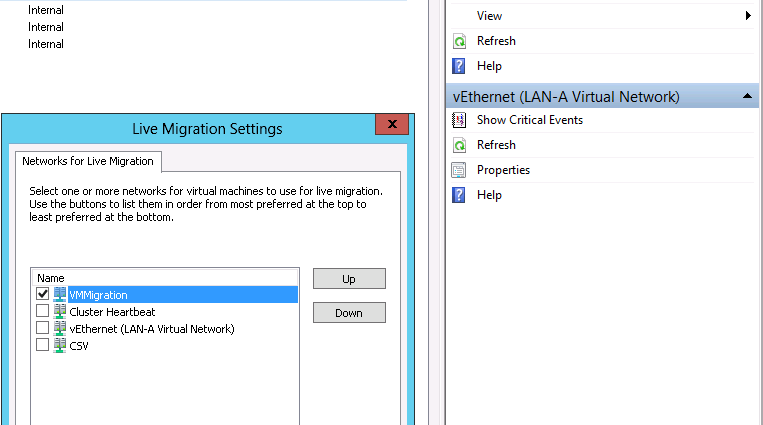 Internal
Internal
Internal
View
Refresh
Help
vEthernet (LAN-A Virtual Network)
Show Critical Events
Refresh
Properties
Help
Live Migration Settings
x
Networks for Live Migration
Select one or more networks for virtual machines to use for live migration.
Use the buttons to list them in order from most preferred at the top to
least preferred at the bottom.
Name
VMMigration
Cluster Heartbeat
vEthernet (LAN-A Virtual Network)
CSV
Up
Down